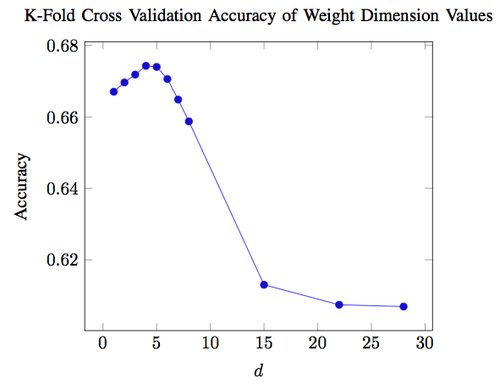 K-Fold Cross Validation Accuracy of Weight Dimension Values
0.68
0.66
0.64
0.62
Accuracy
0 5 10 15 20 25 30
d